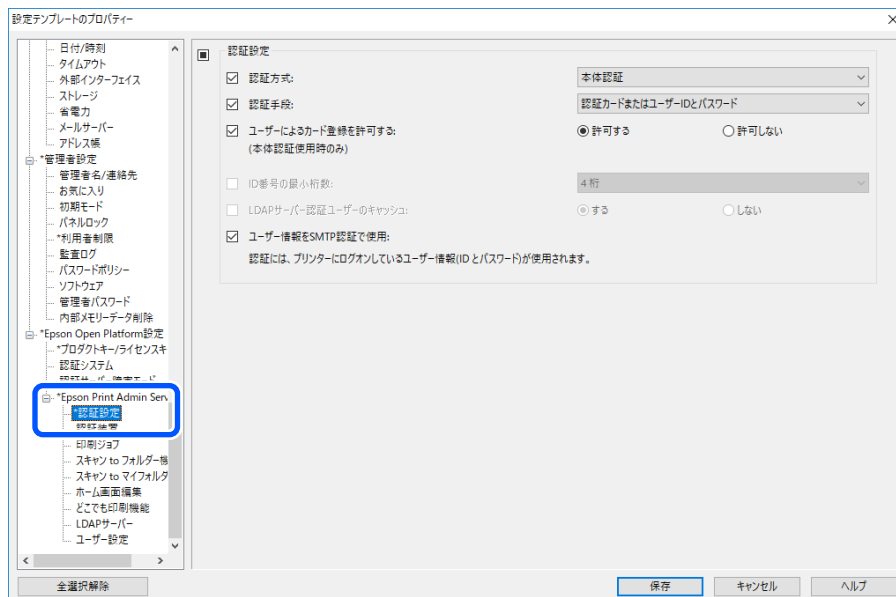 設定テンプレートのプロパティー
日付/時刻
タイムアウト
外部インターフェイス
ストレージ
省電力
メールサーバー
アドレス帳
*管理者設定
管理者名/連絡先
お気に入り
初期モード
パネルロック
*利用者制限
監査ログ
パスワードポリシー
ソフトウェア
管理者パスワード
内部メモリーデータ削除
*Epson Open Platform設定
*プロダクトキー/ライセンスキ
認証システム
認証サーバー障害モード
*Epson Print Admin Serv
*認証設定
認証装置
印刷ジョブ
スキャン to フォルダー機
スキャン to マイフォルダ
ホーム画面編集
どこでも印刷機能
LDAPサーバー
ユーザー設定
全選択解除
認証設定
認証方式: 本体認証
認証手段: 認証カードまたはユーザーIDとパスワード
ユーザーによるカード登録を許可する: 許可する 許可しない
(本体認証使用時のみ)
ID番号の最小桁数: 4 桁
LDAPサーバー認証ユーザーのキャッシュ: する しない
ユーザー情報をSMTP認証で使用:
認証には、プリンターにログオンしているユーザー情報(ID とパスワード)が使用されます。
保存 キャンセル ヘルプ